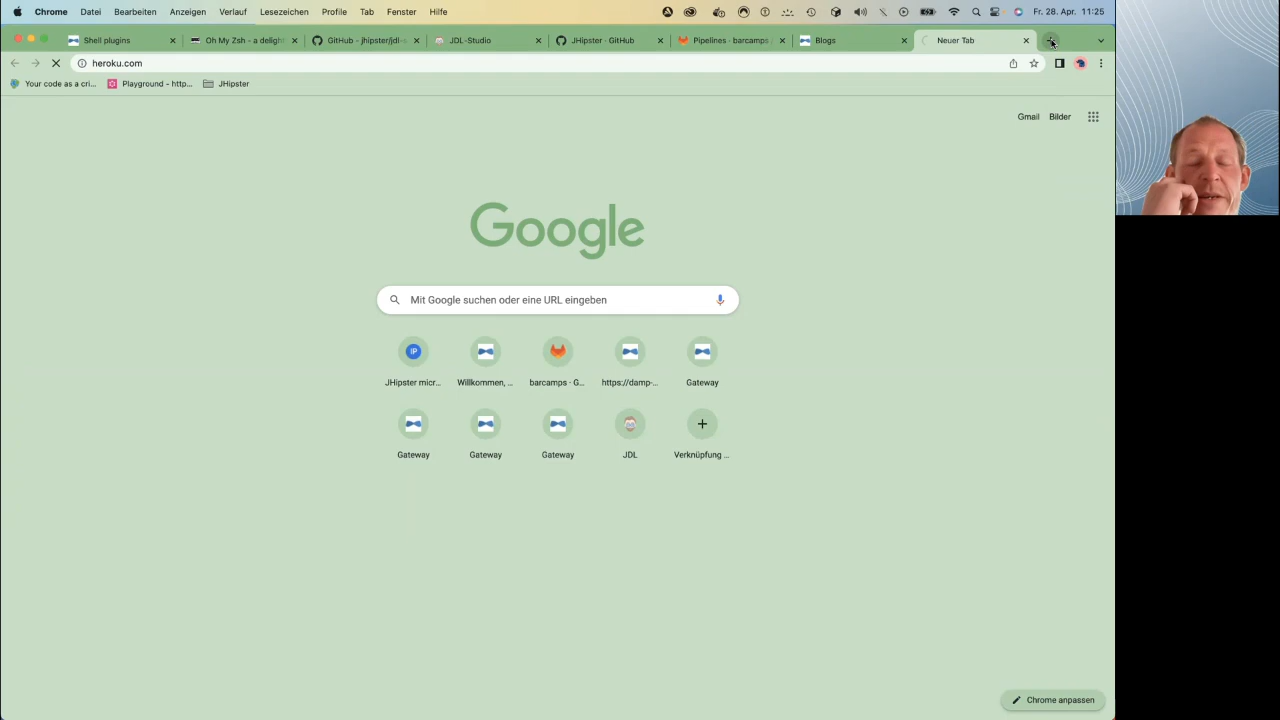 Chrome Datei Bearbeiten Anzeigen Verlauf Lesezeichen Profile Tab Fenster Hilfe Fr. 28. Apr. 11:25
Shell plugins Oh My Zsh - a delight GitHub - jhipster/jdl-s JDL-Studio JHipster · GitHub Pipelines · barcamps / Blogs Neuer Tab
heroku.com
Your code as a cri... Playground - http... JHipster
Gmail Bilder
Google
Mit Google suchen oder eine URL eingeben
IP
JHipster micr... Willkommen, ... barcamps · G... https://damp-... Gateway
Gateway Gateway Gateway JDL Verknüpfung ...
Chrome anpassen